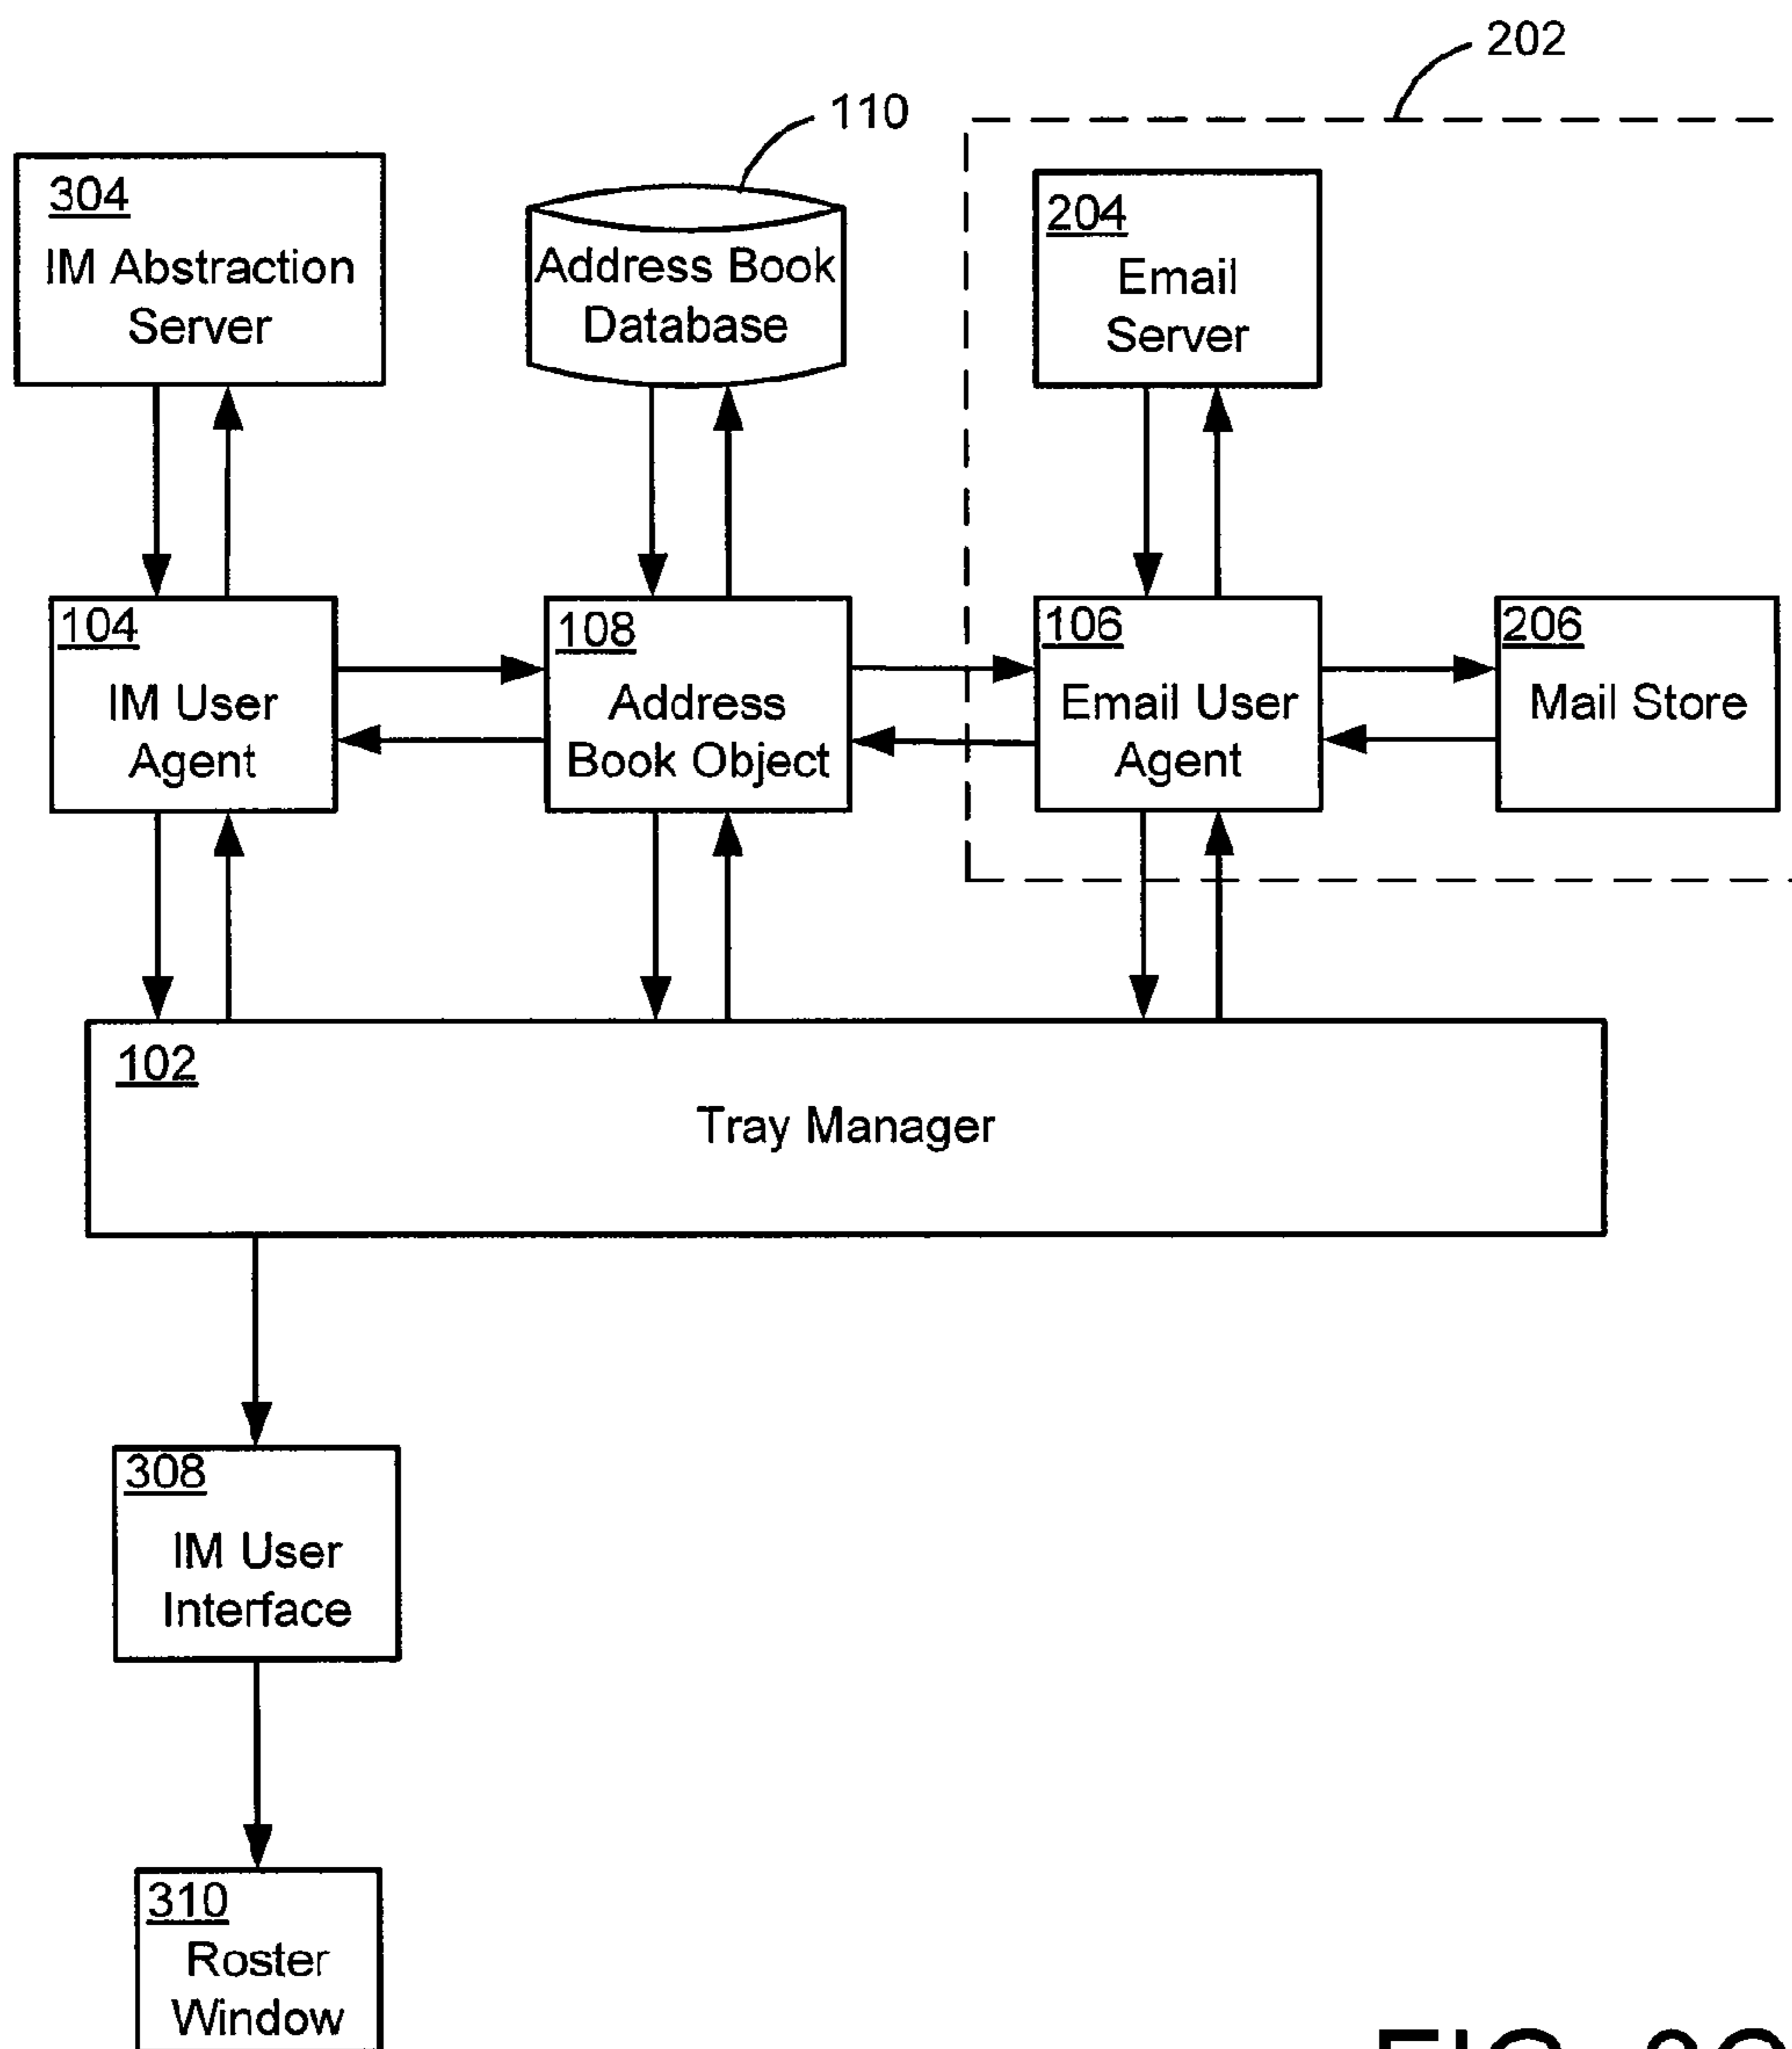 202
110
304
IM Abstraction
Server
Address Book
Database
204
Email
Server
104
IM User
Agent
108
Address
Book Object
106
Email User
Agent
206
Mail Store
102
Tray Manager
308
IM User
Interface
310
Roster
Window